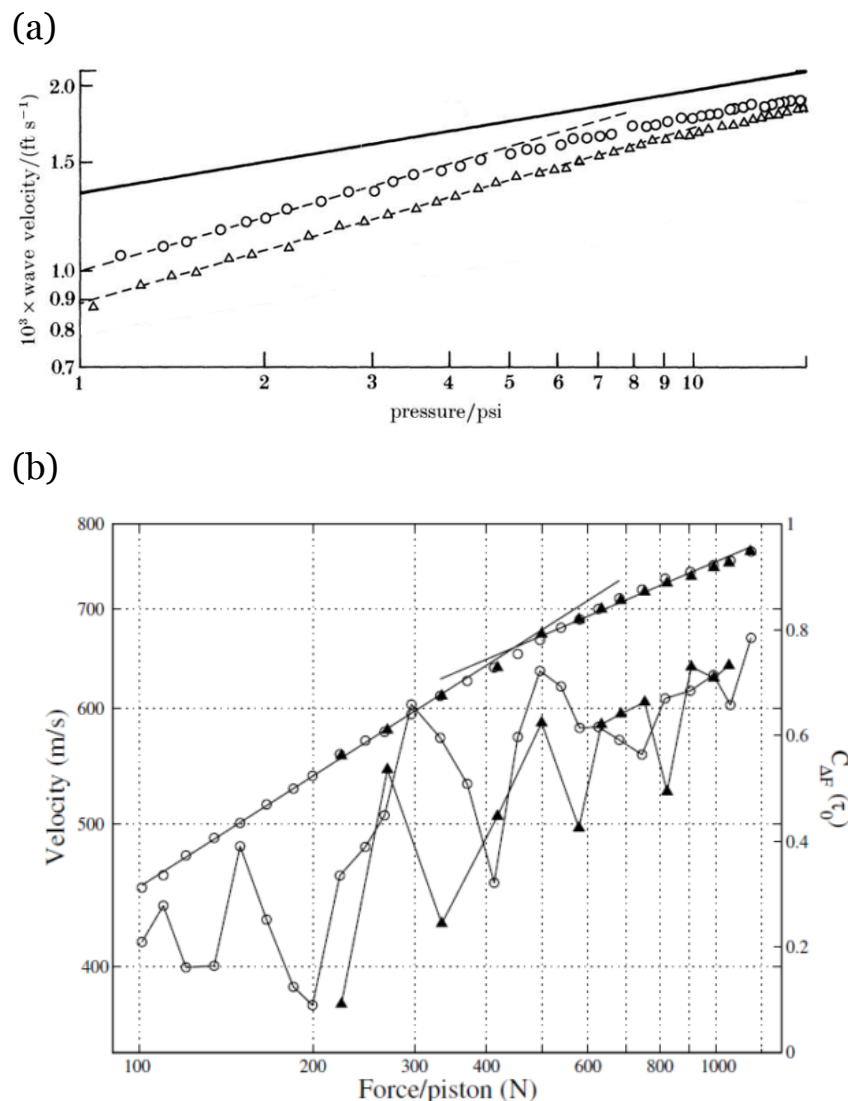 (a)
10³ × wave velocity/(ft s⁻¹)
2.0
1.5
1.0
0.9
0.8
0.7
1 2 3 4 5 6 7 8 9 10
pressure/psi
(b)
Velocity (m/s)
800
700
600
500
400
1
0.8
0.6
0.4
0.2
0
C_ΔF (τ₀)
100 200 300 400 600 800 1000
Force/piston (N)